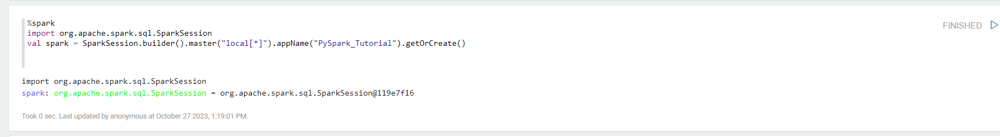 %spark
FINISHED
import org.apache.spark.sql.SparkSession
val spark = SparkSession.builder().master("local[*]").appName("PySpark_Tutorial").getOrCreate()
import org.apache.spark.sql.SparkSession
spark: org.apache.spark.sql.SparkSession = org.apache.spark.sql.SparkSession@119e7f16
Took 0 sec. Last updated by anonymous at October 27 2023, 1:19:01 PM.